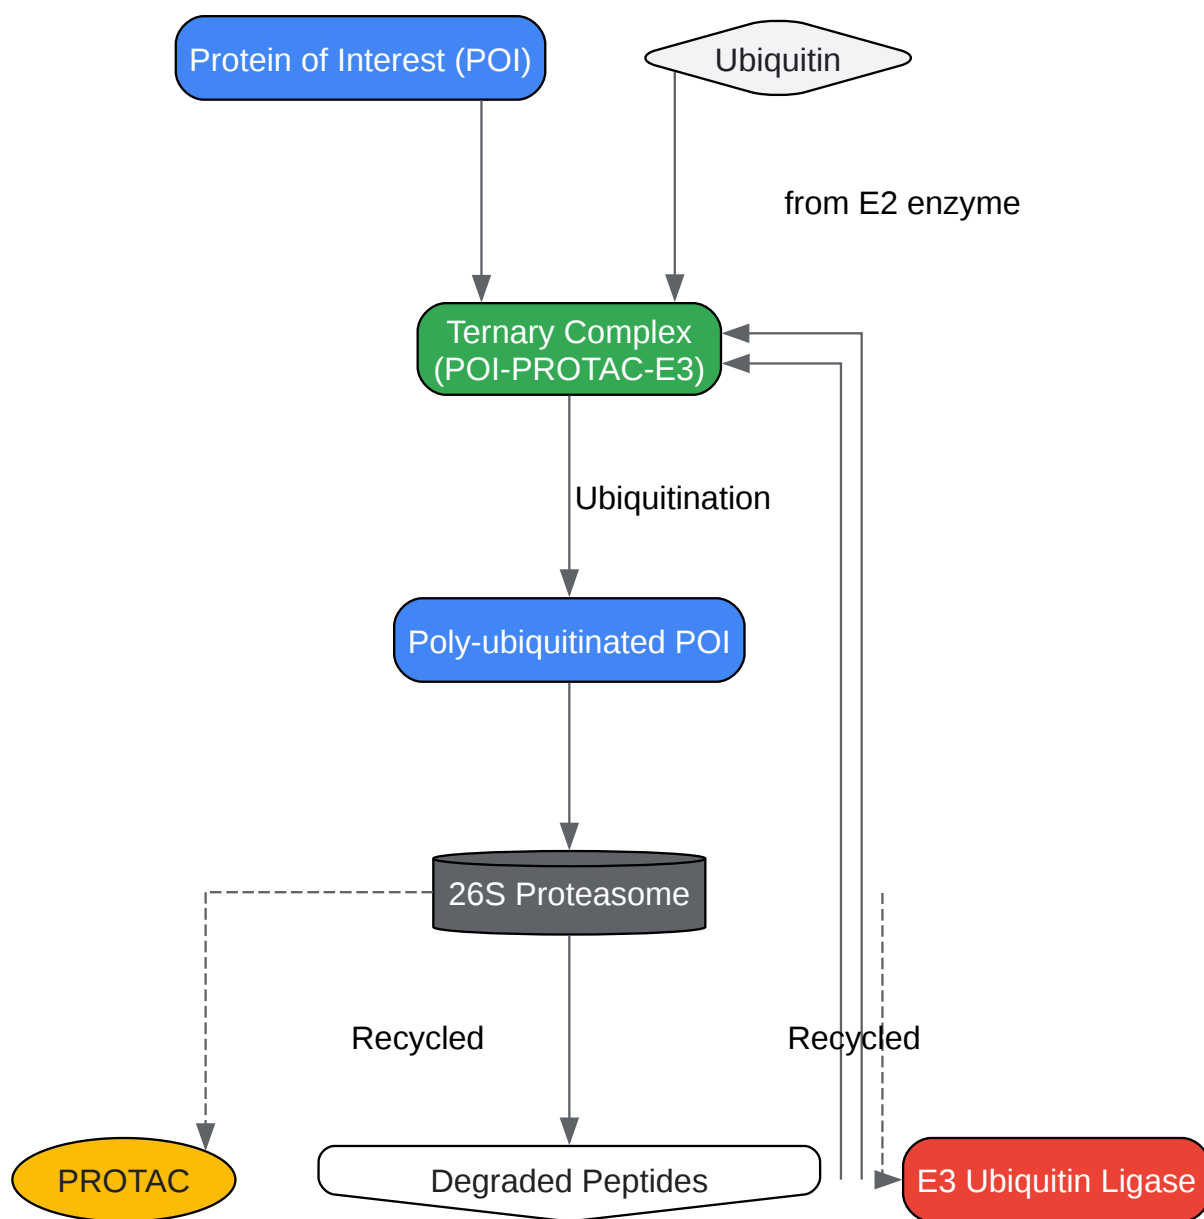 Protein of Interest (POI)
Ubiquitin
from E2 enzyme
Ternary Complex
(POI-PROTAC-E3)
Ubiquitination
Poly-ubiquitinated POI
26S Proteasome
Recycled
Recycled
PROTAC
Degraded Peptides
E3 Ubiquitin Ligase